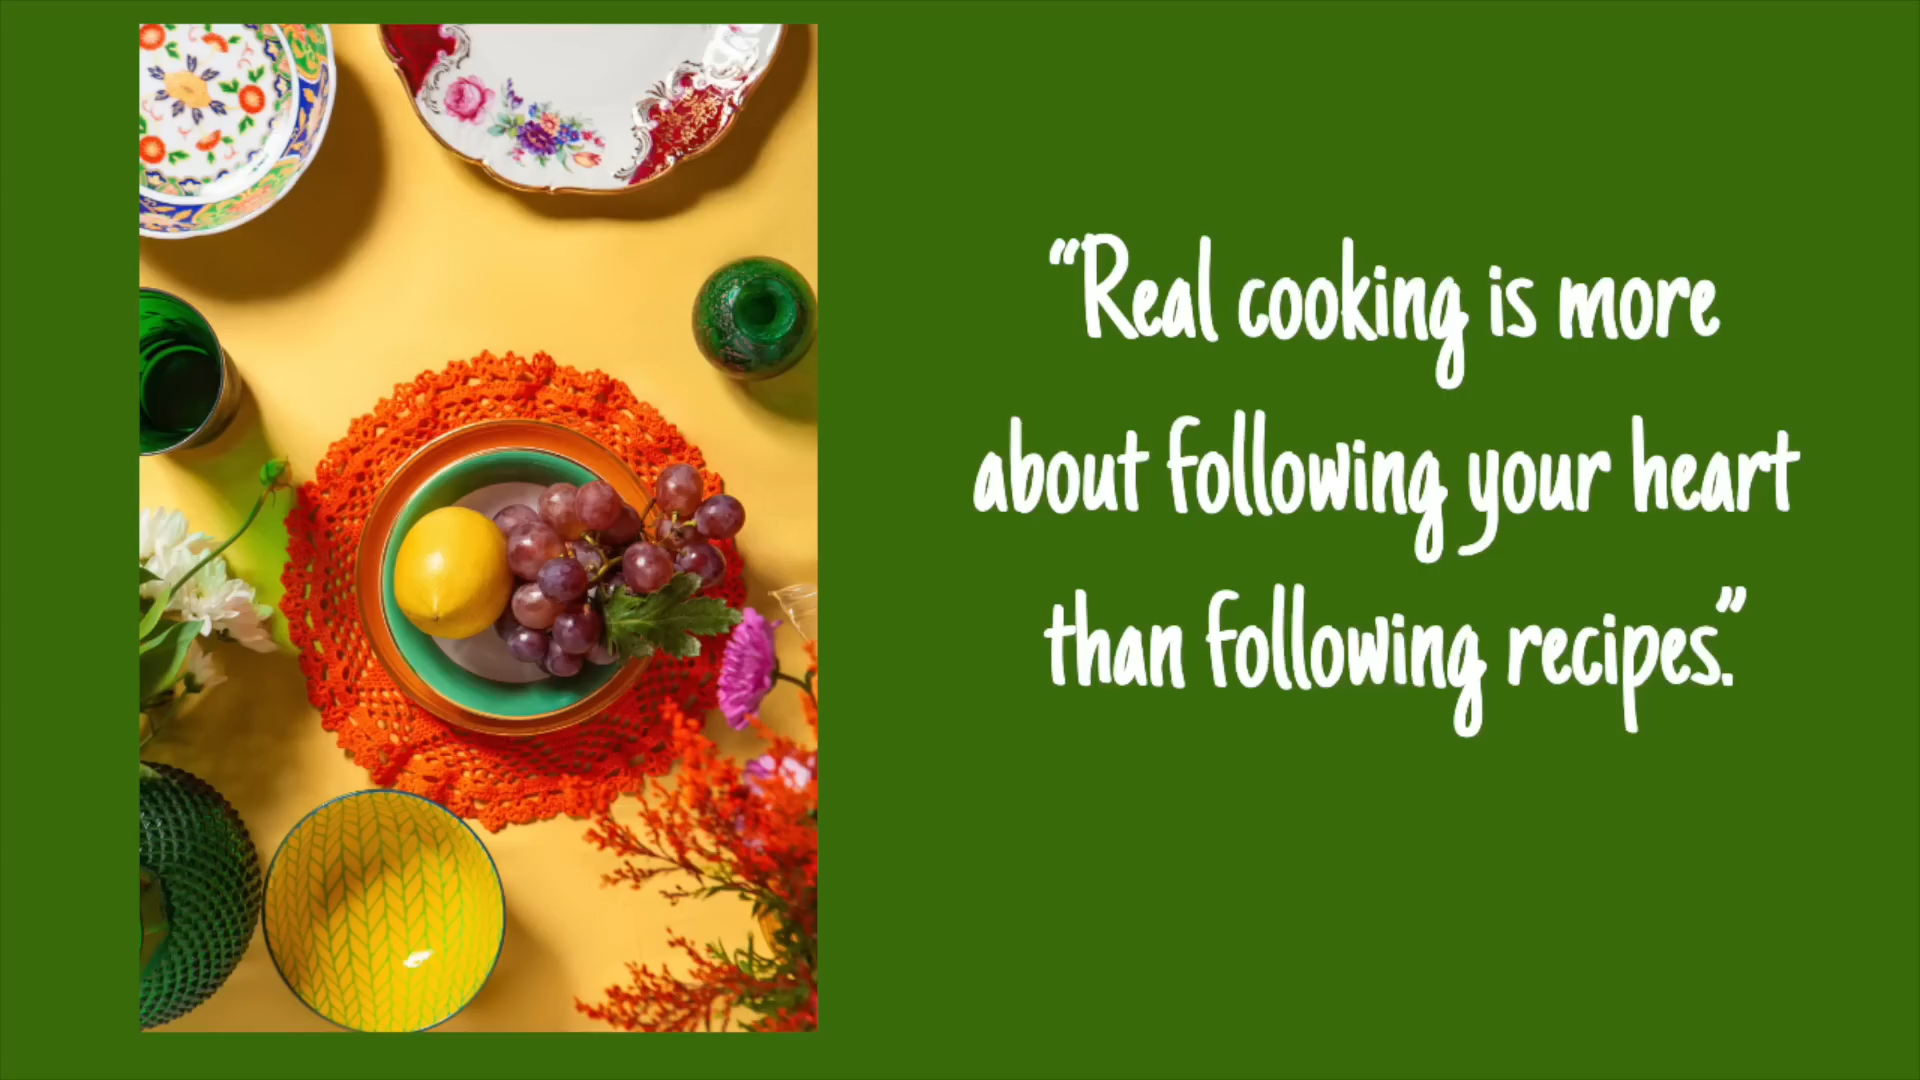 “Real cooking is more
about following your heart
than following recipes.”